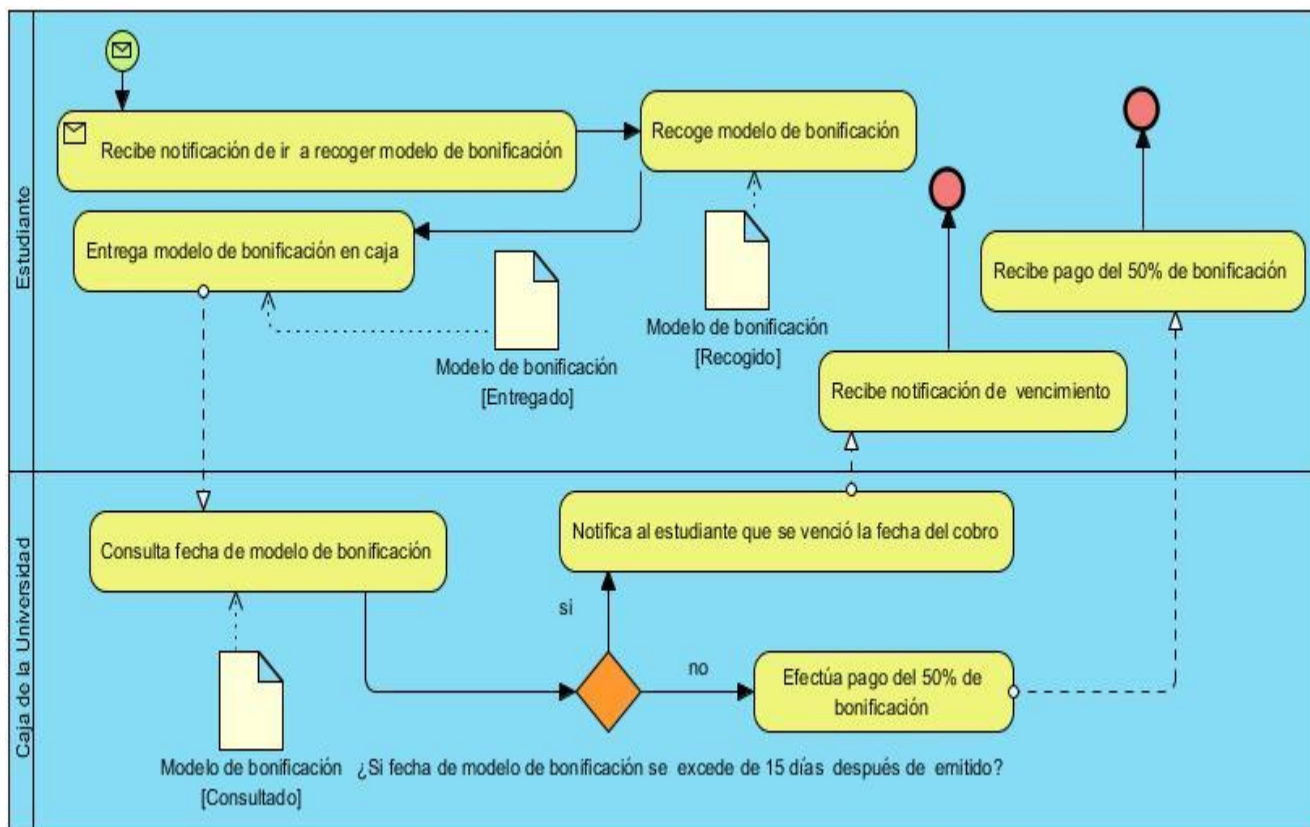 Estudiante
Recibe notificación de ir a recoger modelo de bonificación
Recoge modelo de bonificación
Entrega modelo de bonificación en caja
Modelo de bonificación
[Entregado]
Modelo de bonificación
[Recogido]
Recibe pago del 50% de bonificación
Recibe notificación de vencimiento
Caja de la Universidad
Consulta fecha de modelo de bonificación
Notifica al estudiante que se venció la fecha del cobro
si
no
Efectúa pago del 50% de
bonificación
Modelo de bonificación
[Consultado]
¿Si fecha de modelo de bonificación se excede de 15 días después de emitido?